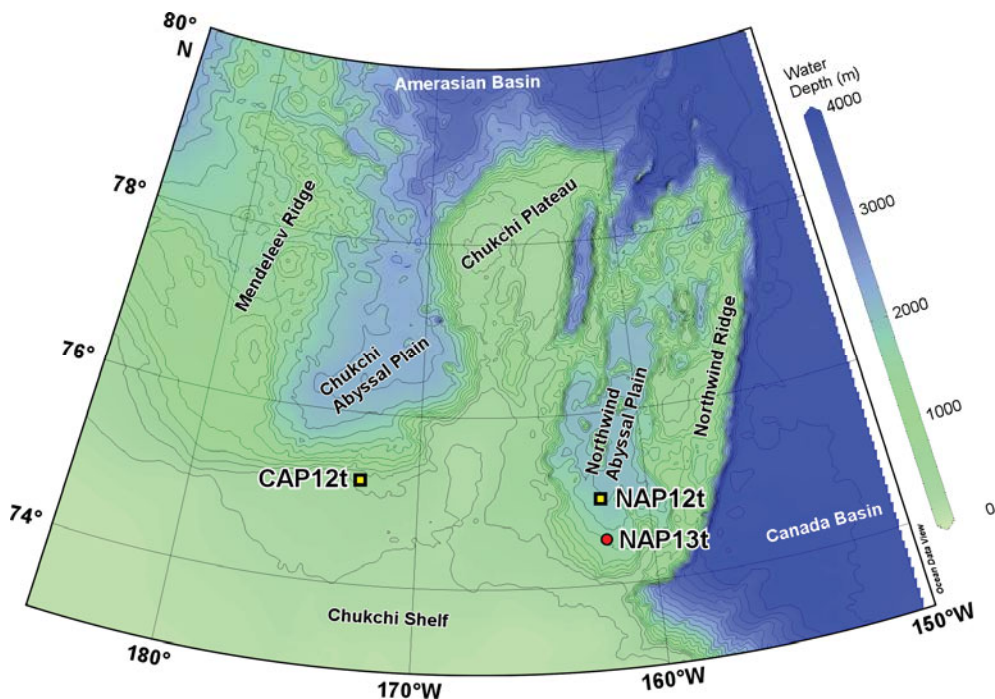 80°
N
Amerasian Basin
Water
Depth (m)
4000
78°
Mendeleev Ridge
Chukchi Plateau
3000
2000
76°
Chukchi
Abyssal Plain
Northwind
Abyssal Plain
Northwind Ridge
1000
CAP12t
NAP12t
0
74°
NAP13t
Canada Basin
Ocean Data View
Chukchi Shelf
150°W
180°
170°W
160°W